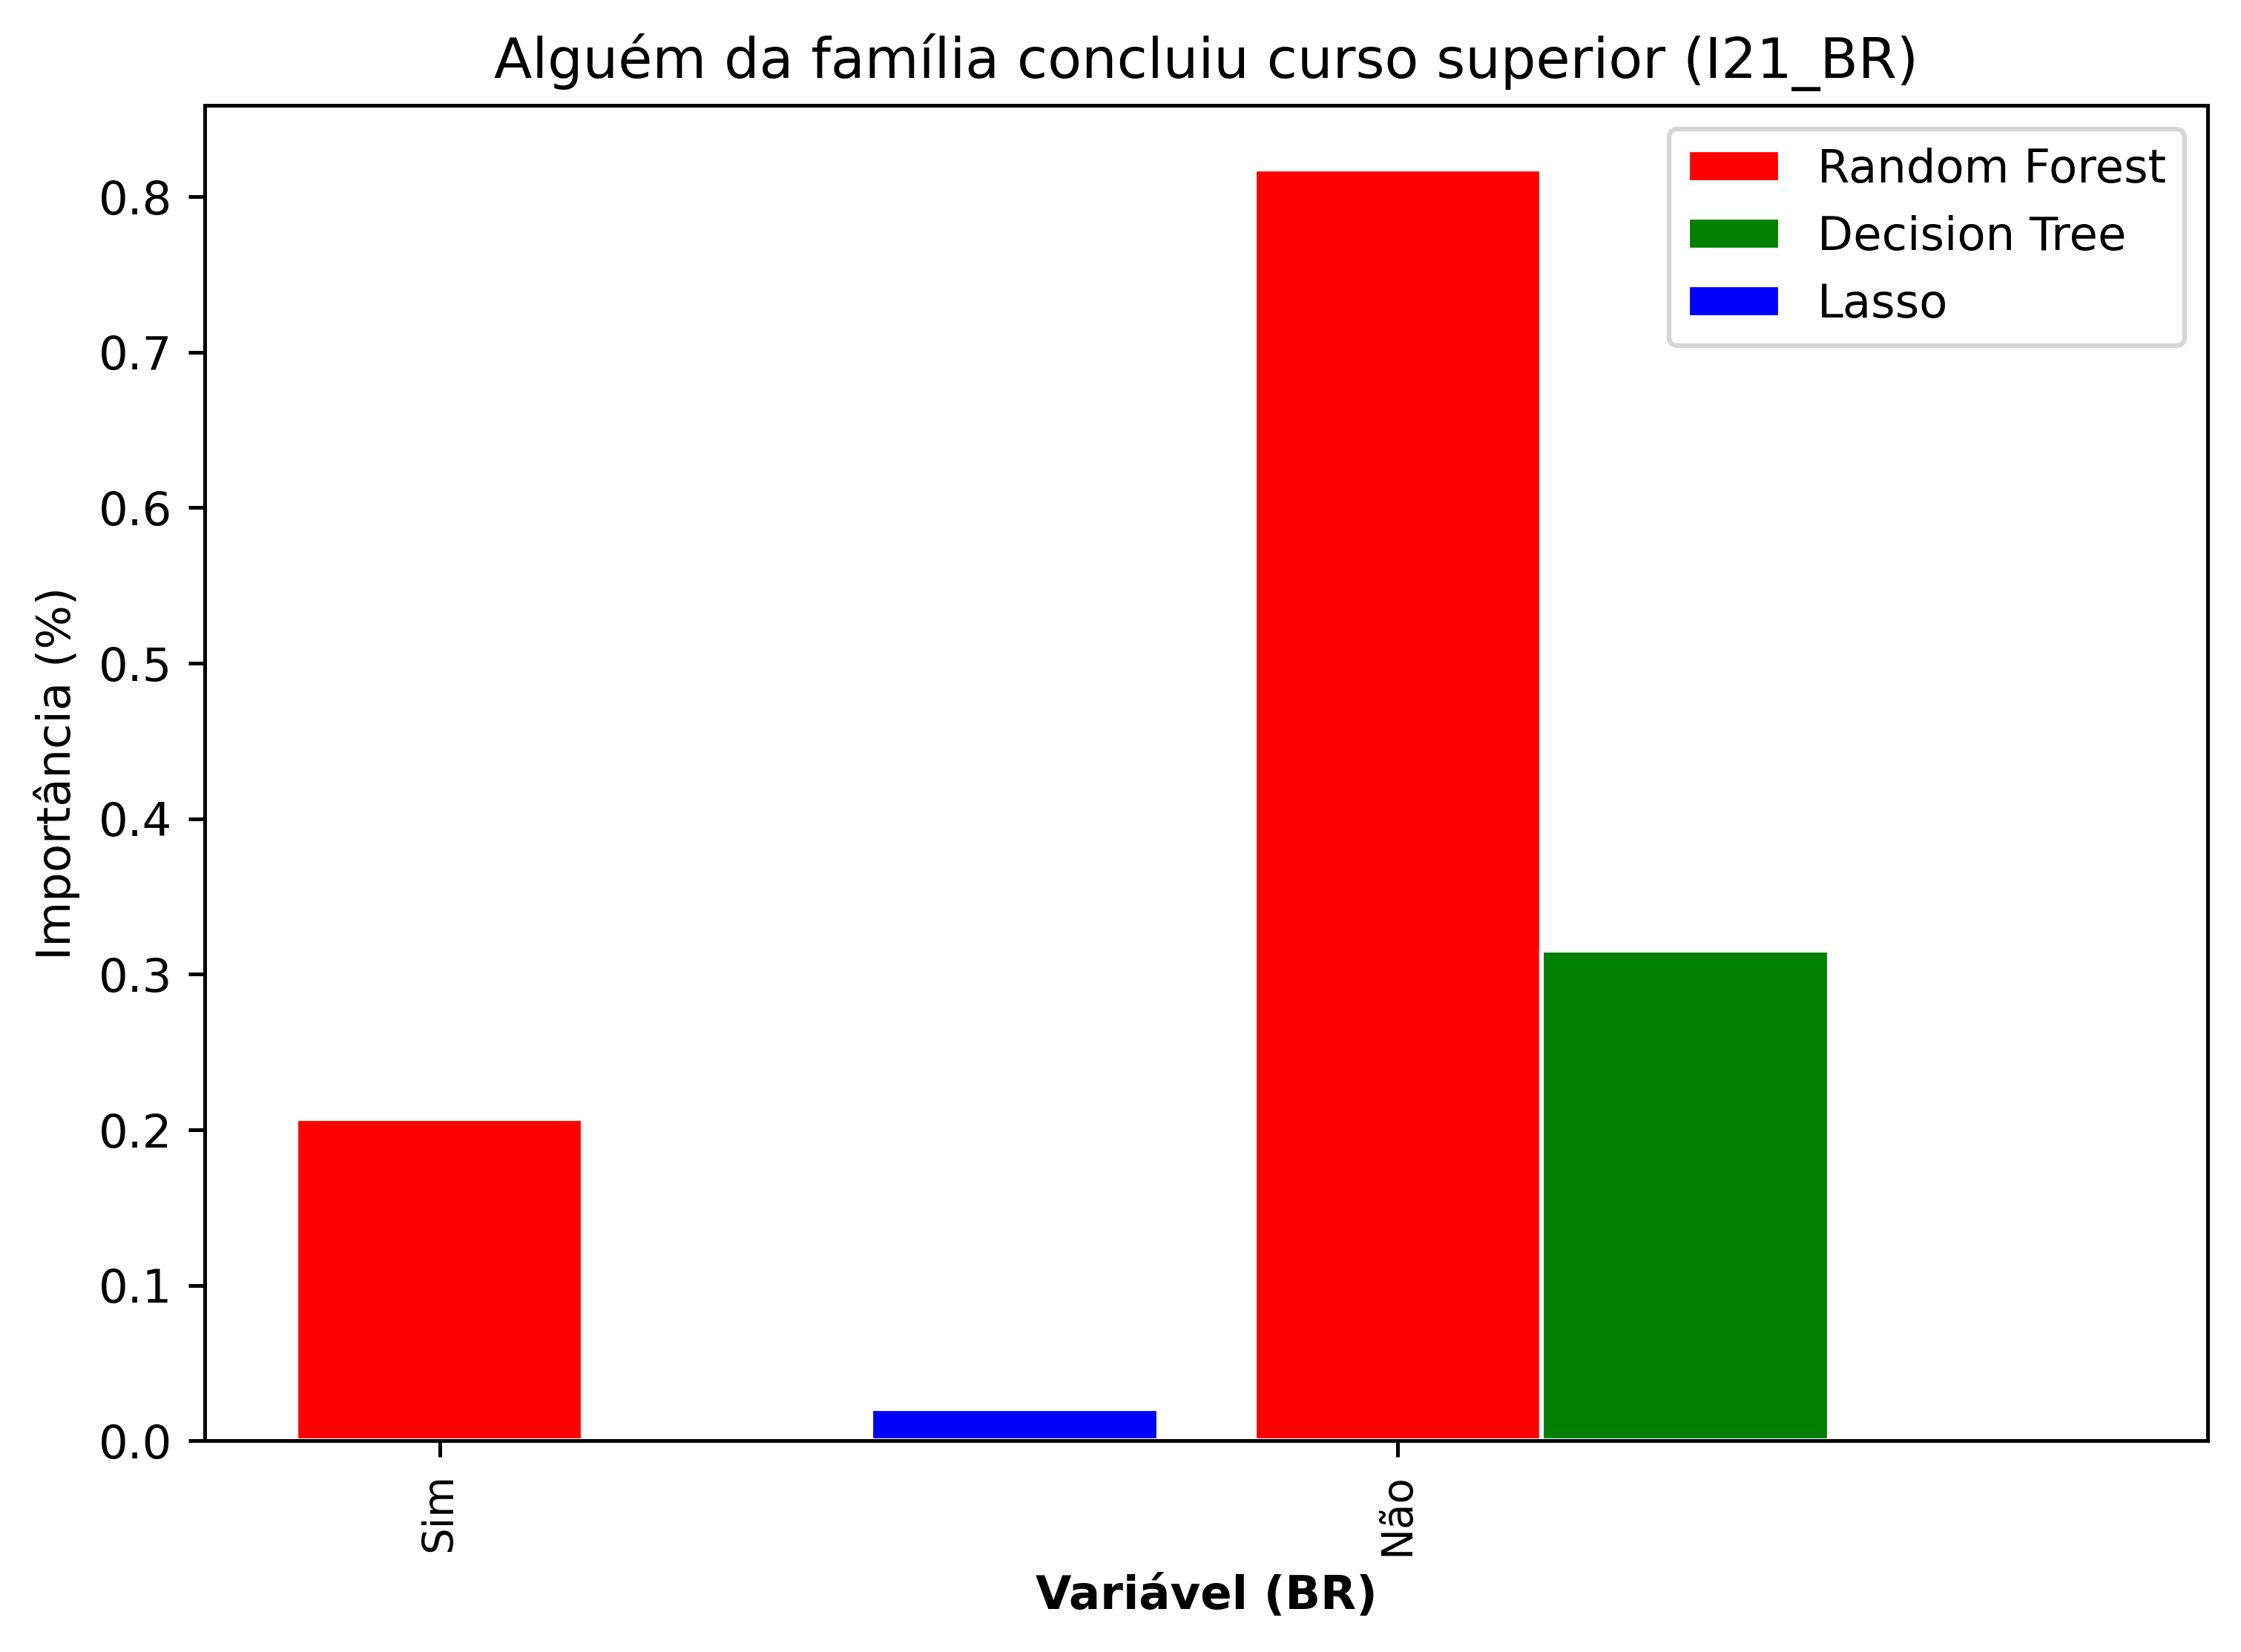 Alguém da família concluiu curso superior (I21_BR)
Random Forest
Decision Tree
Lasso
Importância (%)
0.8
0.7
0.6
0.5
0.4
0.3
0.2
0.1
0.0
Sim
Não
Variável (BR)